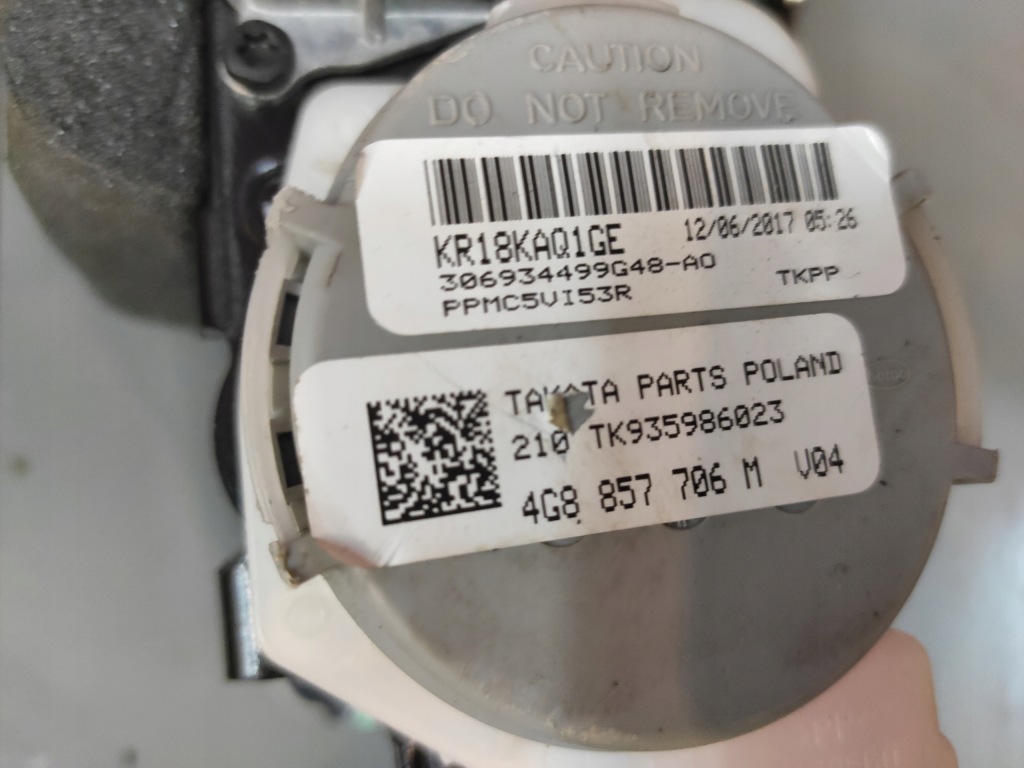 CAUTION
DO NOT REMOVE
KR18KAQ1GE 12/06/2017 05:26
306934499G48-AO
PPMC5VI53R TKPP
TAKATA PARTS POLAND
210 TK935986023
4G8 857 706 M V04